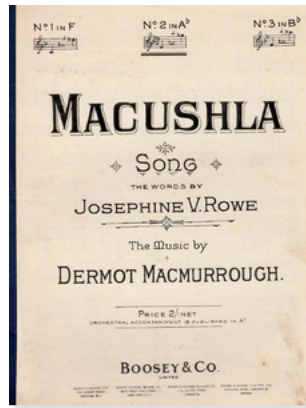 Nº 1 IN F
Nº 2 IN A♭
Nº 3 IN B♭
MACUSHLA
Song
THE WORDS BY
JOSEPHINE V. ROWE
The Music by
DERMOT MACMURROUGH.
PRICE 2/- NET
ORCHESTRAL ACCOMPANIMENT IS PUBLISHED IN A♭
BOOSEY & CO.
LIMITED